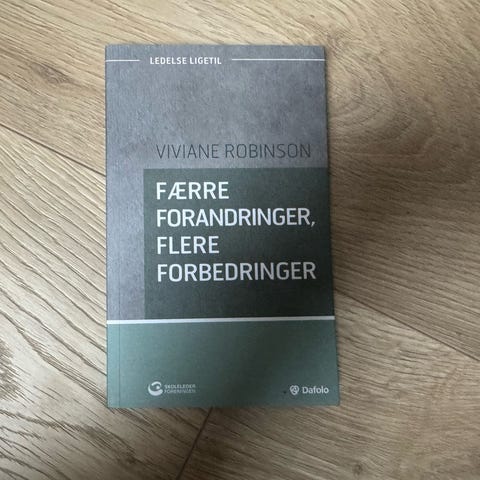 LEDELSE LIGETIL
VIVIANE ROBINSON
FÆRRE
FORANDRINGER,
FLERE
FORBEDRINGER
SKOLELEDER
FORENINGEN
Dafolo